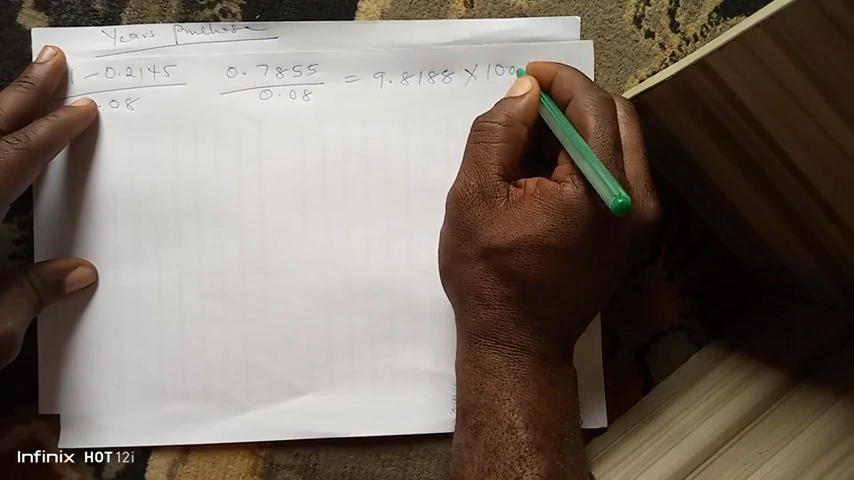 Years Purchase
1 - 0.2145 0.7855 = 9.8188 X 100
.08 0.08
Infinix HOT 12i